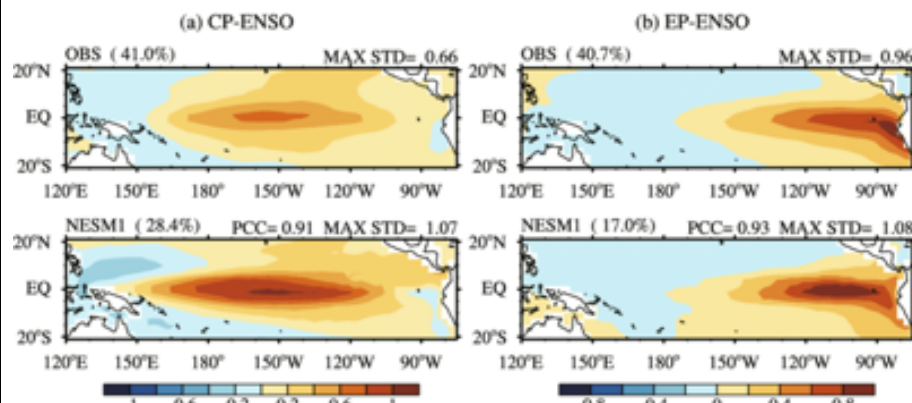 (a) CP-ENSO
(b) EP-ENSO
OBS ( 41.0%) MAX STD= 0.66
OBS ( 40.7%) MAX STD= 0.96
20°N
EQ
20°S
120°E 150°E 180° 150°W 120°W 90°W
120°E 150°E 180° 150°W 120°W 90°W
NESM1 ( 28.4%) PCC= 0.91 MAX STD= 1.07
NESM1 ( 17.0%) PCC= 0.93 MAX STD= 1.08
20°N
EQ
20°S
120°E 150°E 180° 150°W 120°W 90°W
120°E 150°E 180° 150°W 120°W 90°W